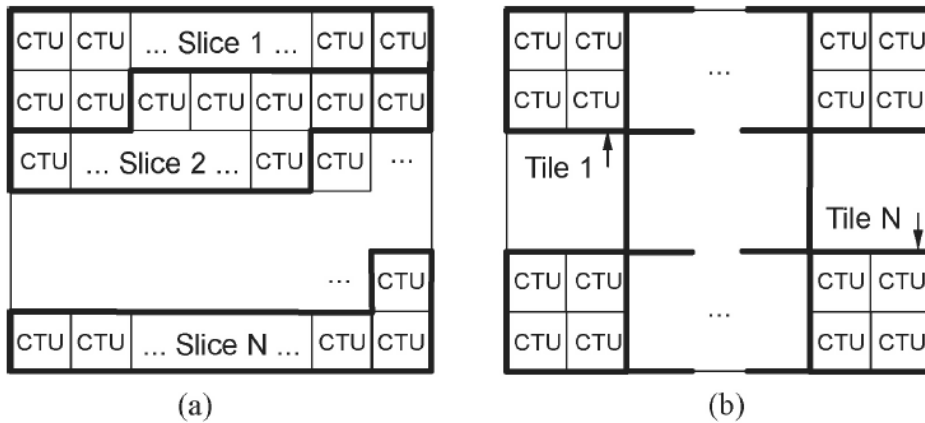 CTU CTU ... Slice 1 ... CTU CTU
CTU CTU CTU CTU CTU CTU CTU
CTU ... Slice 2 ... CTU CTU ...
... CTU
CTU CTU ... Slice N ... CTU CTU
(a)
CTU CTU ... CTU CTU
CTU CTU CTU CTU
Tile 1
Tile N
CTU CTU CTU CTU
CTU CTU ... CTU CTU
(b)